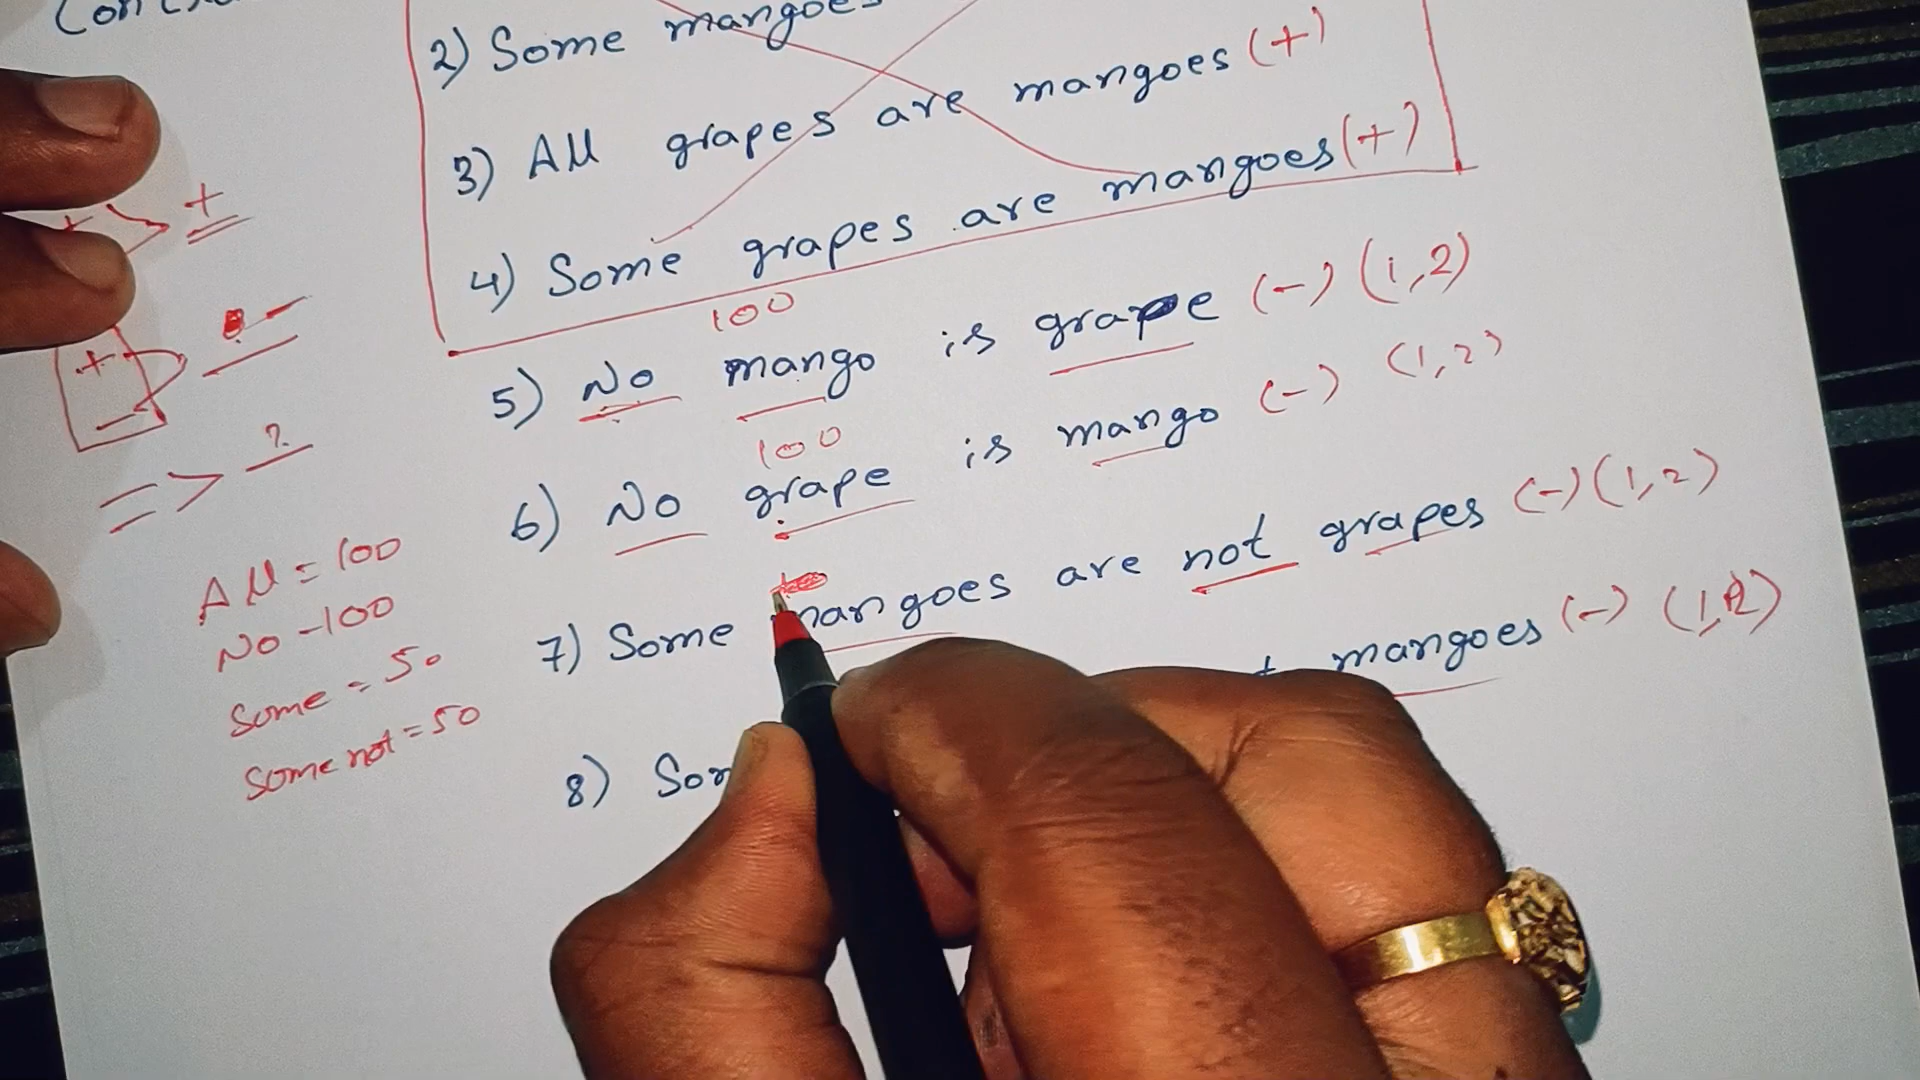 2) Some mangoes
3) All grapes are mangoes (+)
4) Some grapes are mangoes (+)
100
5) No mango is grape (-) (1,2)
100
6) No grape is mango (-) (1,2)
7) Some mangoes are not grapes (-) (1,2)
8) Som mangoes (-) (1,2)
+ > +
+ - -
=> ?
All = 100
No - 100
Some = 50
Some not = 50